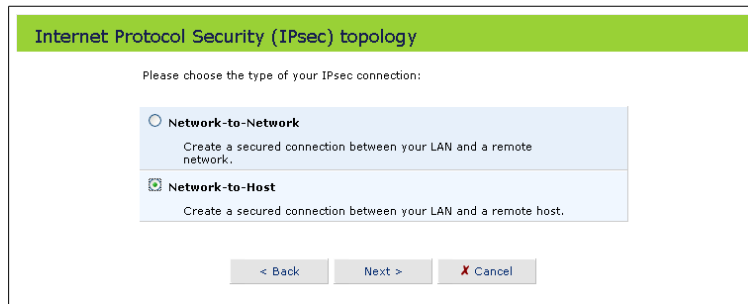 Internet Protocol Security (IPsec) topology
Please choose the type of your IPsec connection:
Network-to-Network
Create a secured connection between your LAN and a remote
network.
Network-to-Host
Create a secured connection between your LAN and a remote host.
< Back
Next >
✗ Cancel